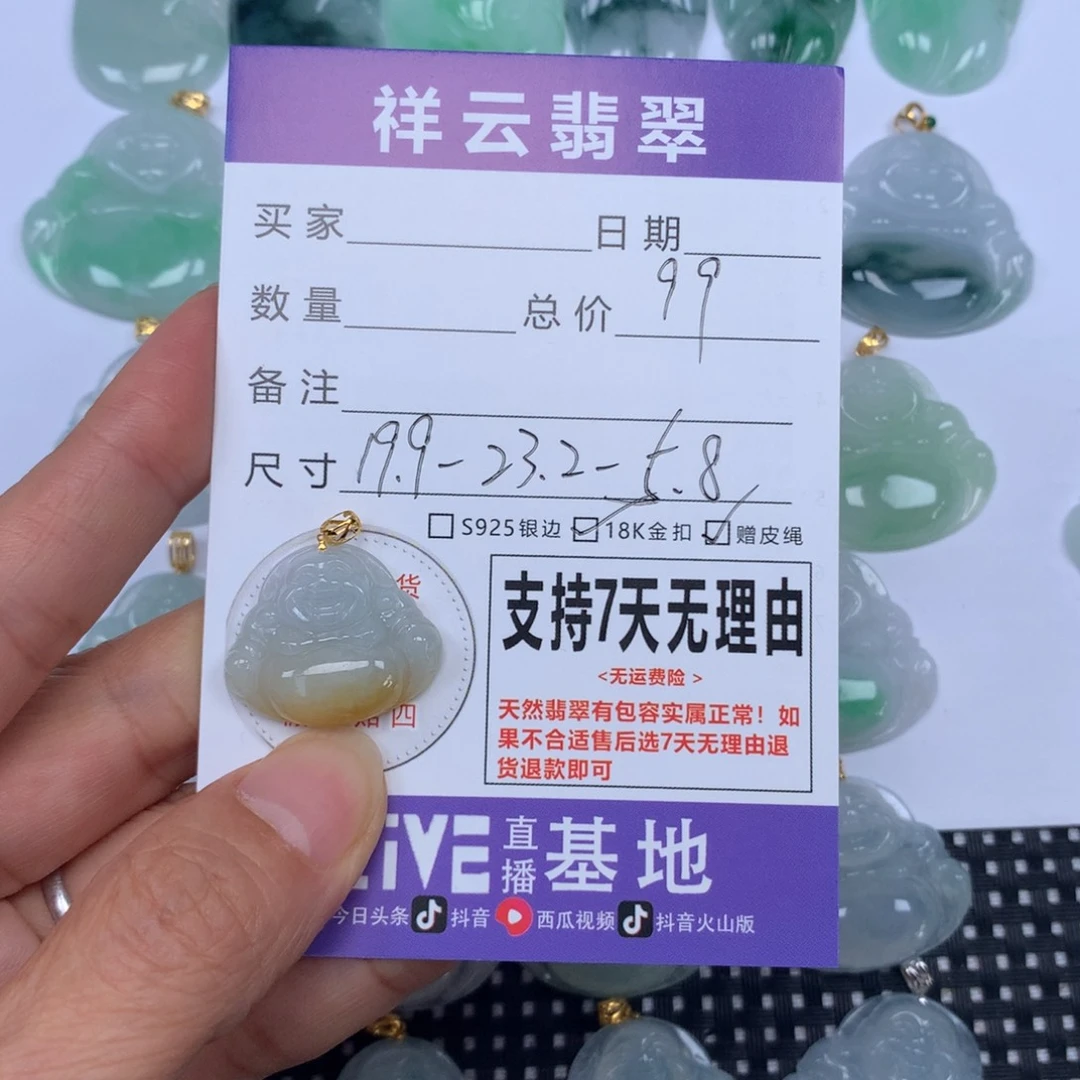 祥云翡翠
买家 日期
数量 总价 99
备注
尺寸 19.9-23.2-5.8
S925银边 18K金扣 赠皮绳
货
四
支持7天无理由
<无运费险>
天然翡翠有包容实属正常！如
果不合适售后选7天无理由退
货退款即可
LIVE 直播 基地
今日头条 抖音 西瓜视频 抖音火山版